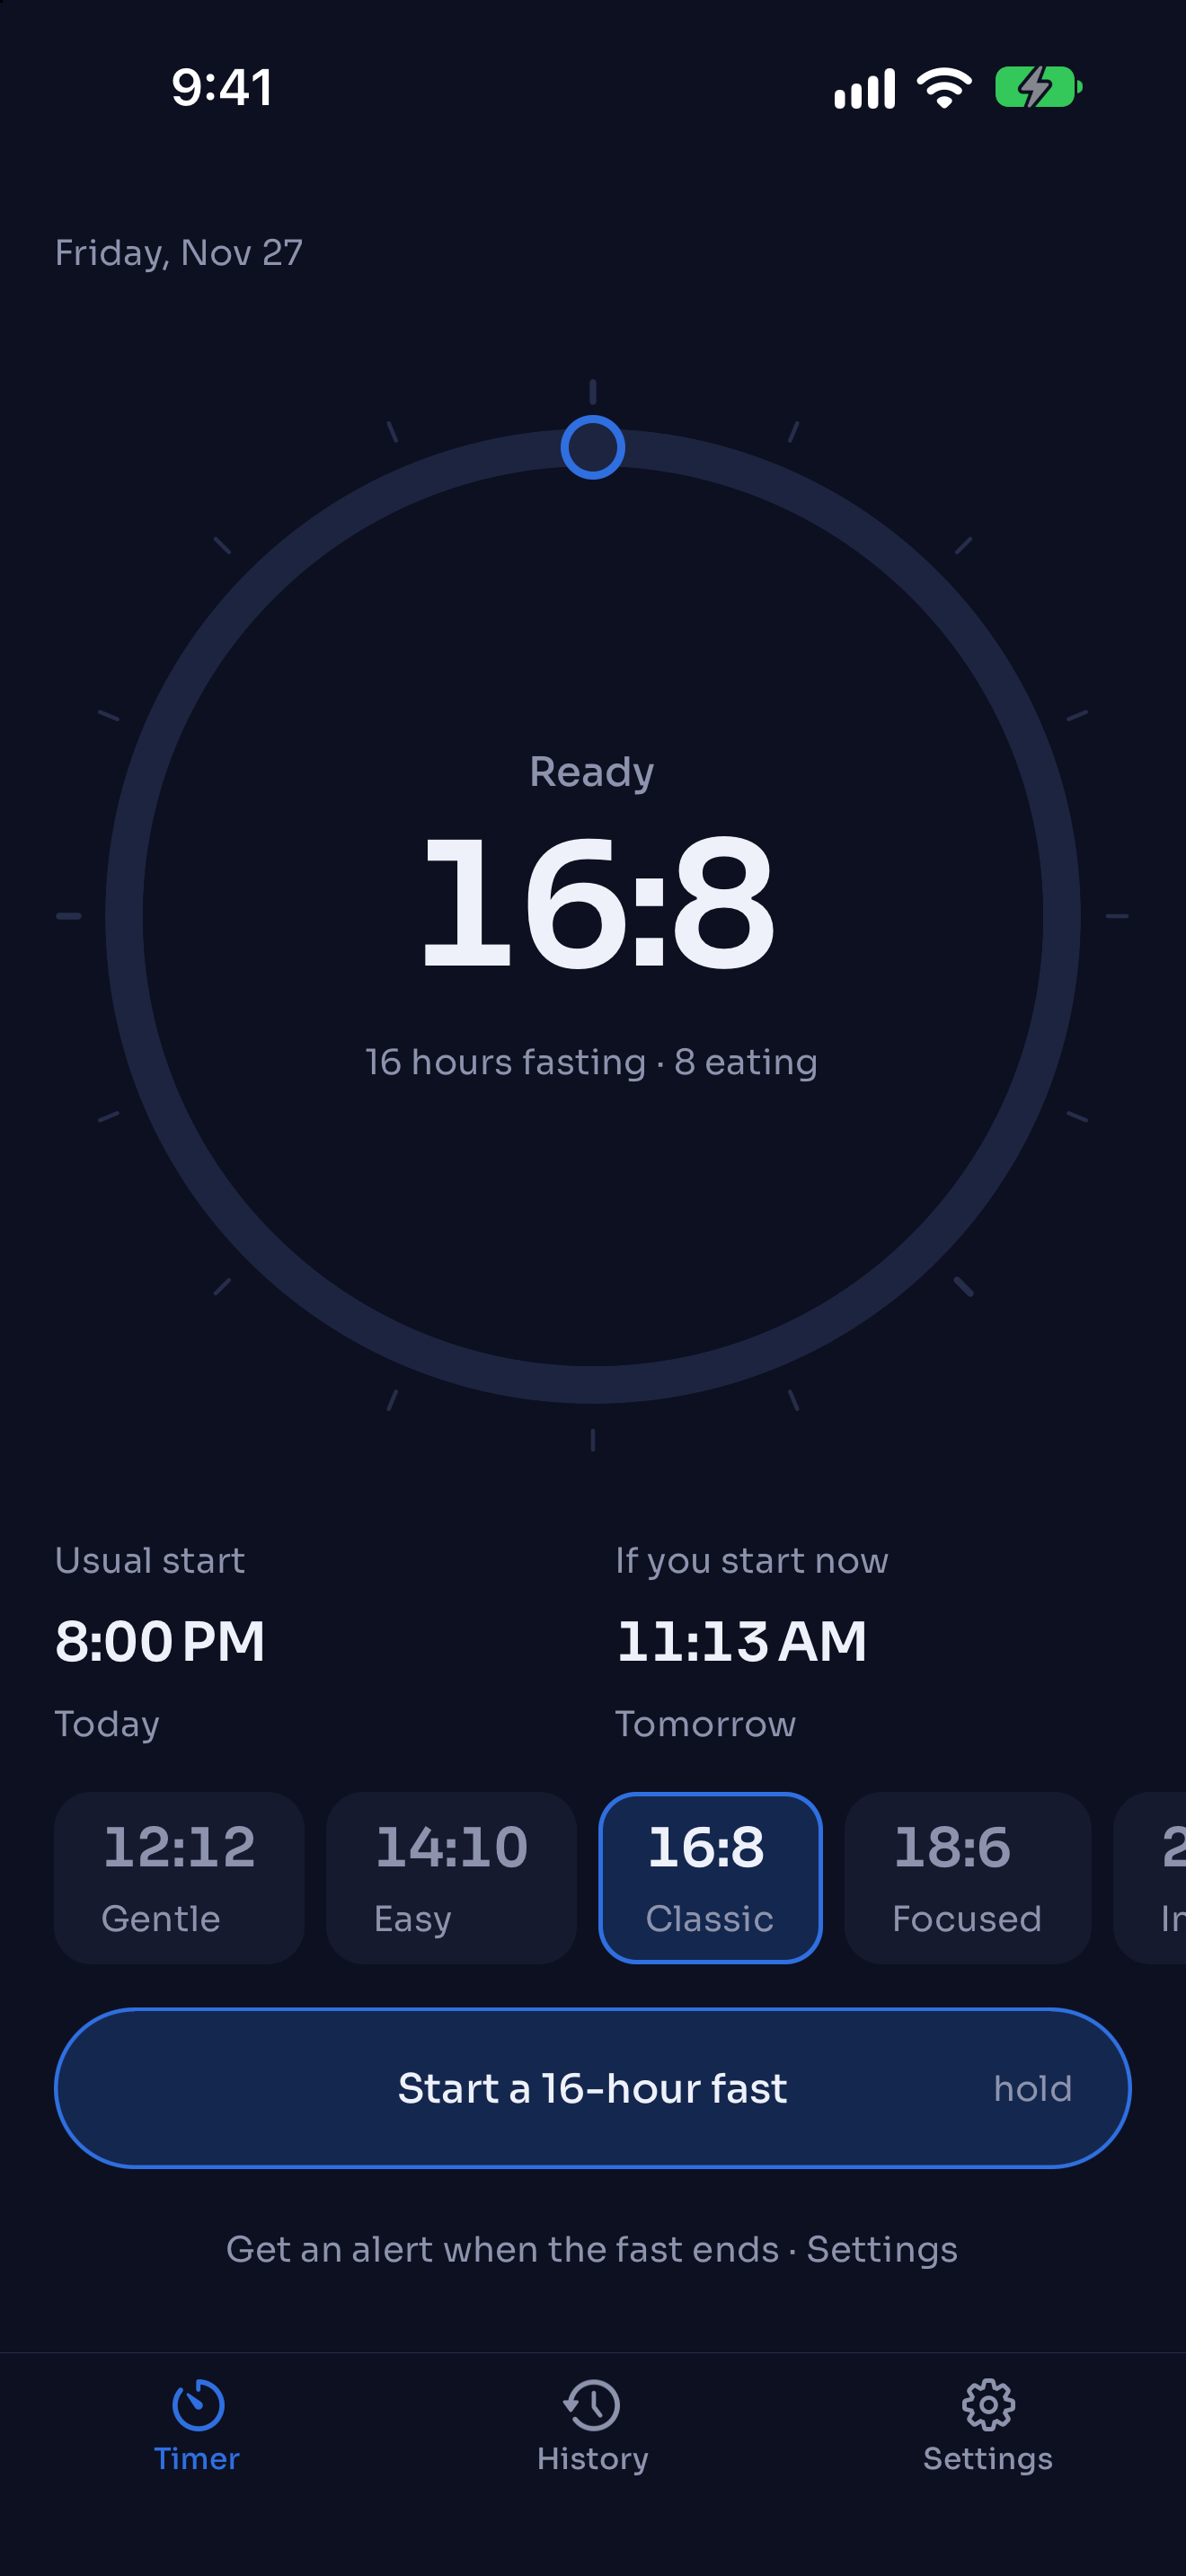 9:41
Friday, Nov 27
Ready
16:8
16 hours fasting · 8 eating
Usual start
8:00 PM
Today
If you start now
11:13 AM
Tomorrow
12:12
Gentle
14:10
Easy
16:8
Classic
18:6
Focused
Start a 16-hour fast
hold
Get an alert when the fast ends · Settings
Timer
History
Settings